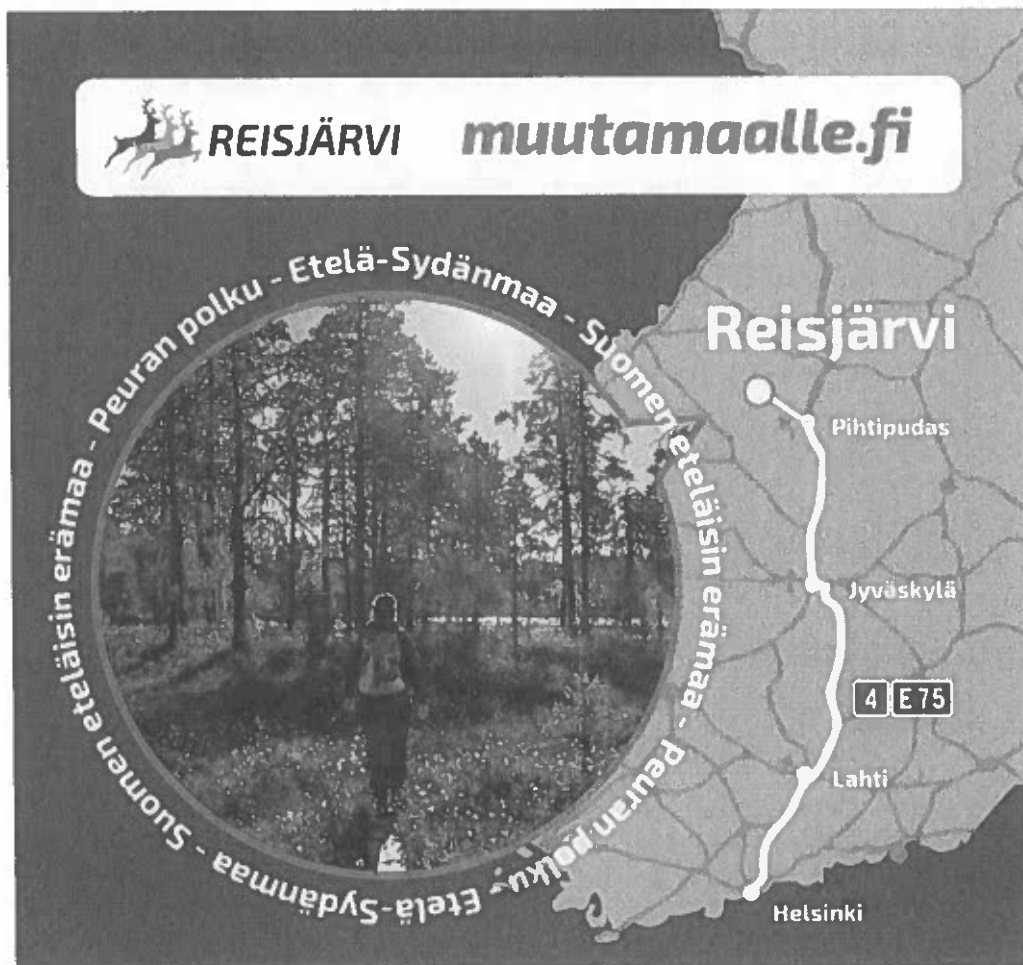 REISJÄRVI muutamaalle.fi
Peuran polku - Etelä-Sydänmaa - Suomen eteläisin erämaa - Peuran polku - Etelä-Sydänmaa - Suomen eteläisin erämaa -
Reisjärvi
Pihtipudas
Jyväskylä
4 E75
Lahti
Helsinki